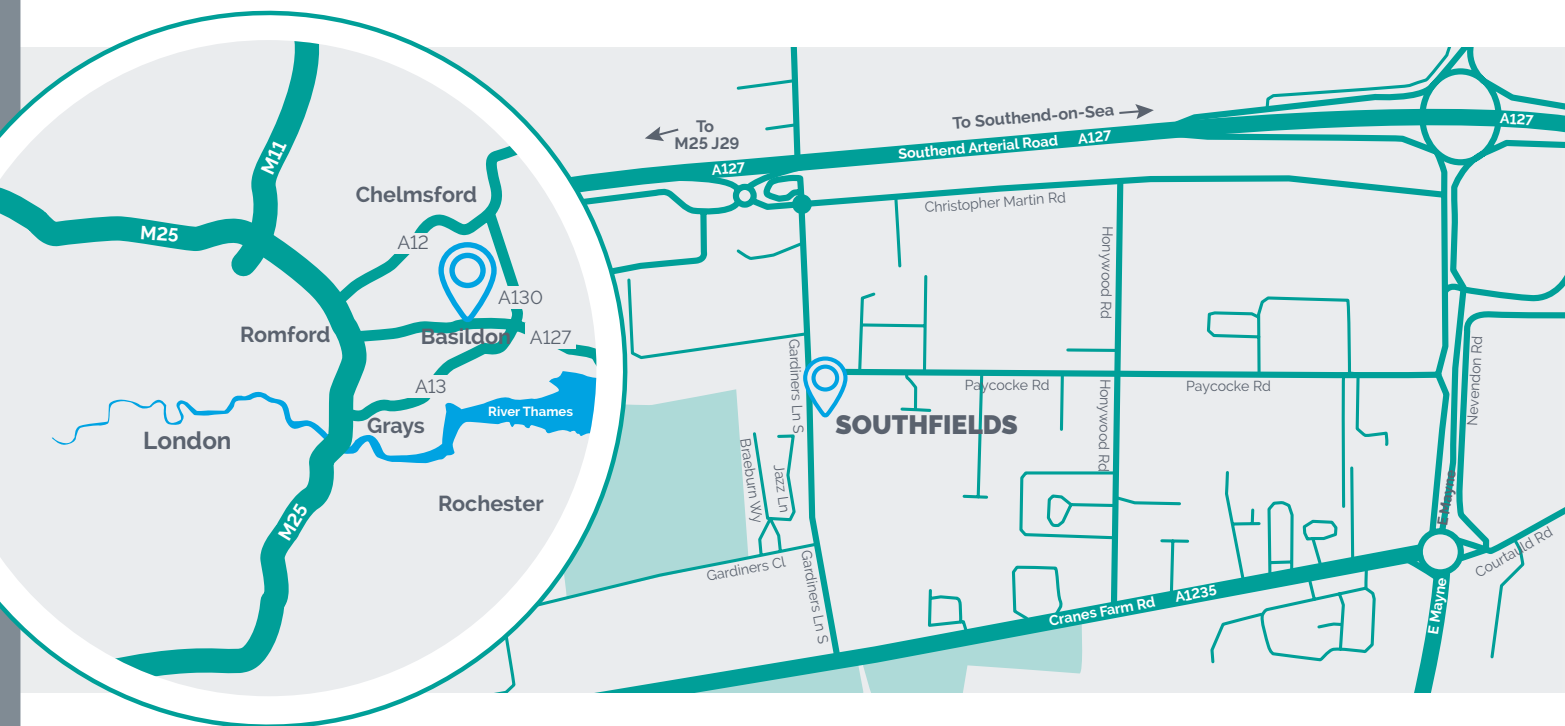 M11
M25
Chelmsford
A12
A130
Romford
Basildon
A127
A13
River Thames
Grays
London
Rochester
M25
To
M25 J29
To Southend-on-Sea
A127
Southend Arterial Road
A127
A127
Christopher Martin Rd
Honywood Rd
Gardiners Ln S
Paycocke Rd
Paycocke Rd
Nevendon Rd
SOUTHFIELDS
Honywood Rd
Braeburn Wy
Jazz Ln
E Mayne
Courtauld Rd
Gardiners Cl
Gardiners Ln S
Cranes Farm Rd
A1235
E Mayne